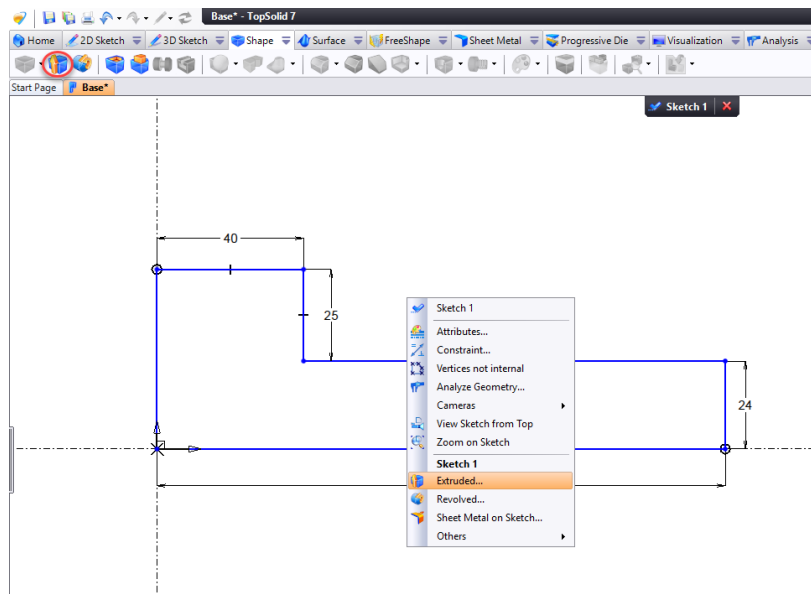 Base* - TopSolid 7
Home 2D Sketch 3D Sketch Shape Surface FreeShape Sheet Metal Progressive Die Visualization Analysis
Start Page Base*
Sketch 1
40
25
24
Sketch 1
Attributes...
Constraint...
Vertices not internal
Analyze Geometry...
Cameras
View Sketch from Top
Zoom on Sketch
Sketch 1
Extruded...
Revolved...
Sheet Metal on Sketch...
Others